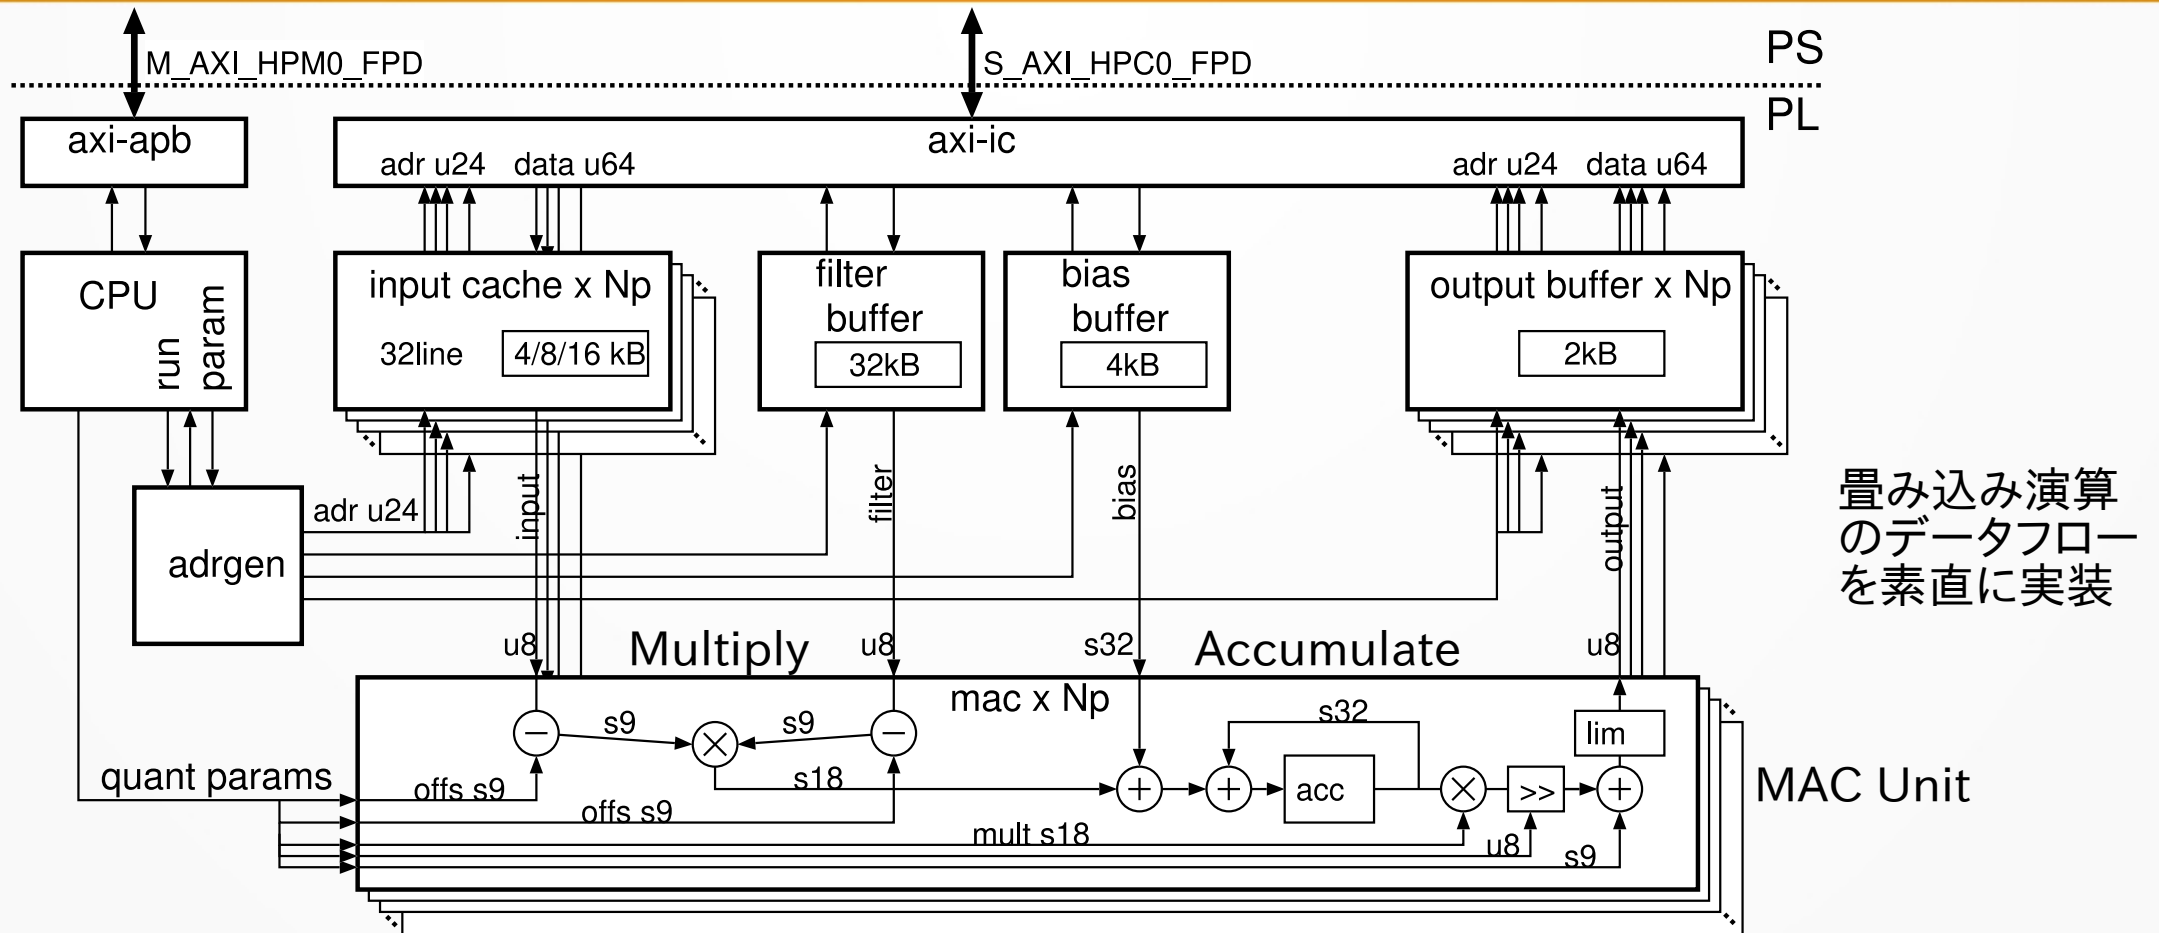 M_AXI_HPM0_FPD
S_AXI_HPC0_FPD
PS
PL
axi-apb
axi-ic
adr u24
data u64
adr u24
data u64
CPU
run
param
input cache x Np
32line
4/8/16 kB
filter
buffer
32kB
bias
buffer
4kB
output buffer x Np
2kB
adrgen
adr u24
input
filter
bias
output
畳み込み演算
のデータフロー
を素直に実装
u8
Multiply
u8
s32
Accumulate
u8
mac x Np
s9
s9
s32
lim
quant params
offs s9
s18
acc
>>
MAC Unit
offs s9
mult s18
u8
s9